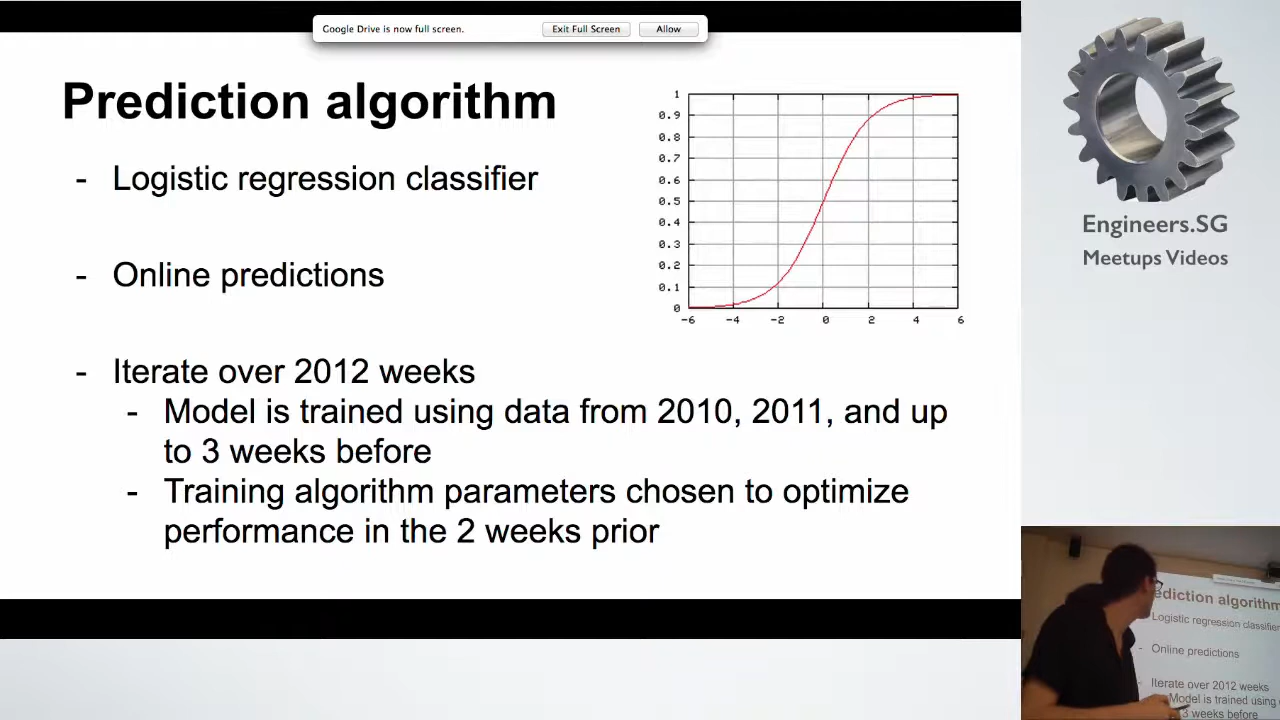 Google Drive is now full screen. Exit Full Screen Allow
Prediction algorithm
- Logistic regression classifier
- Online predictions
- Iterate over 2012 weeks
- Model is trained using data from 2010, 2011, and up
to 3 weeks before
- Training algorithm parameters chosen to optimize
performance in the 2 weeks prior
1
0.9
0.8
0.7
0.6
0.5
0.4
0.3
0.2
0.1
0
-6 -4 -2 0 2 4 6
Engineers.SG
Meetups Videos
ediction algorithm
Logistic regression classifier
- Online predictions
Iterate over 2012 weeks
Model is trained using
3 weeks before